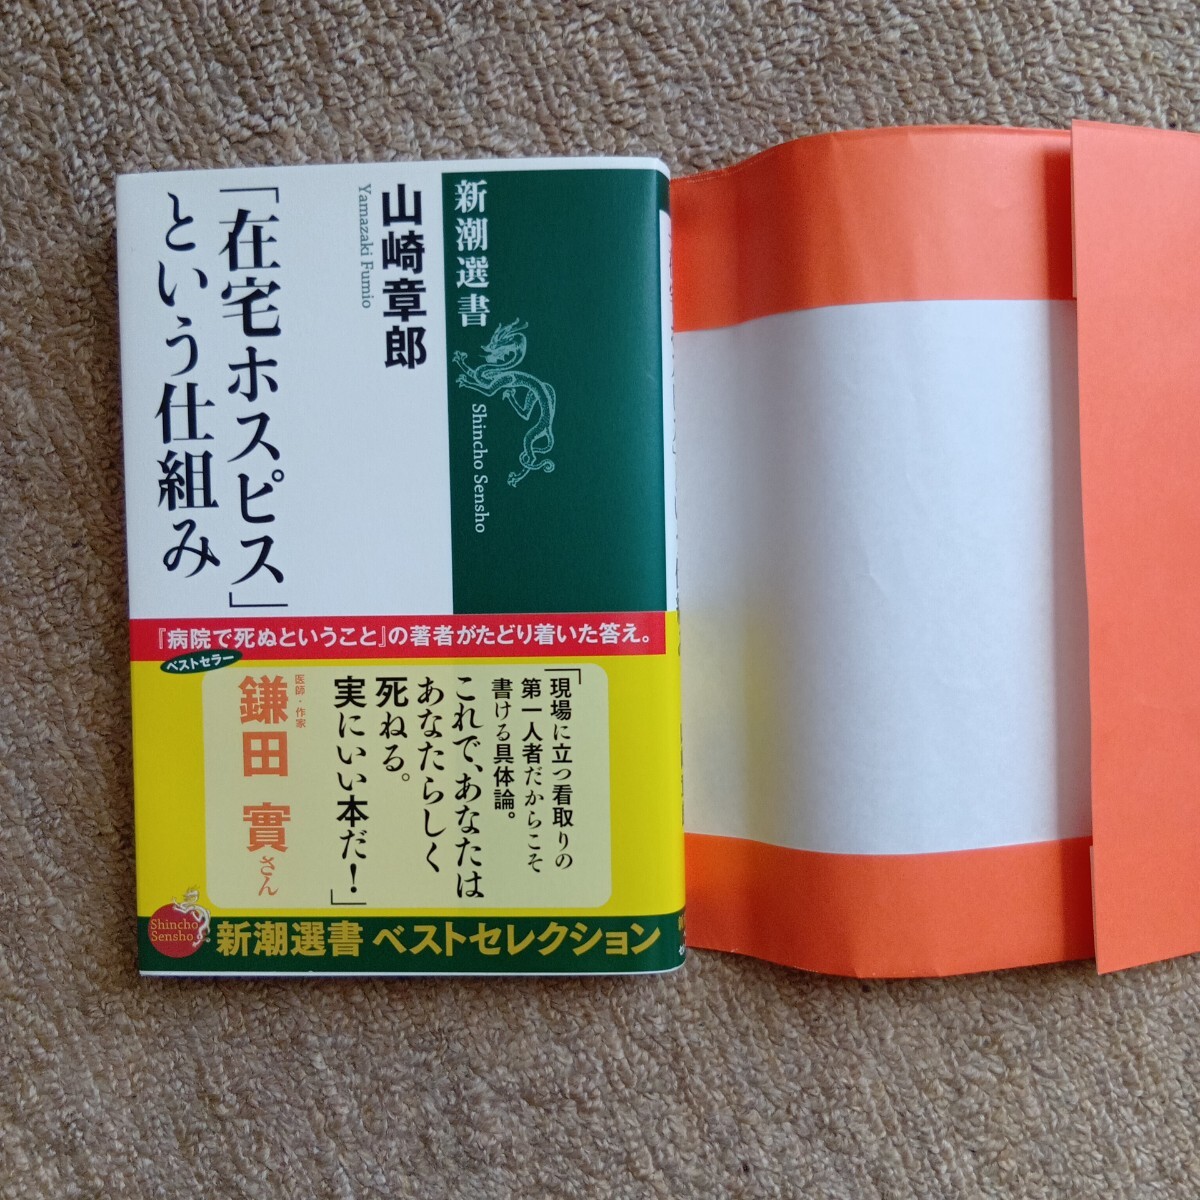 新潮選書
Shincho Sensho
山崎章郎
Yamazaki Fumio
「在宅ホスピス」
という仕組み
『病院で死ぬということ』の著者がたどり着いた答え。
ベストセラー
「現場に立つ看取りの
第一人者だからこそ
書ける具体論。
これで、あなたは
あなたらしく
死ねる。
実にいい本だ！」
医師・作家
鎌田 實さん
Shincho
Sensho
新潮選書 ベストセレクション